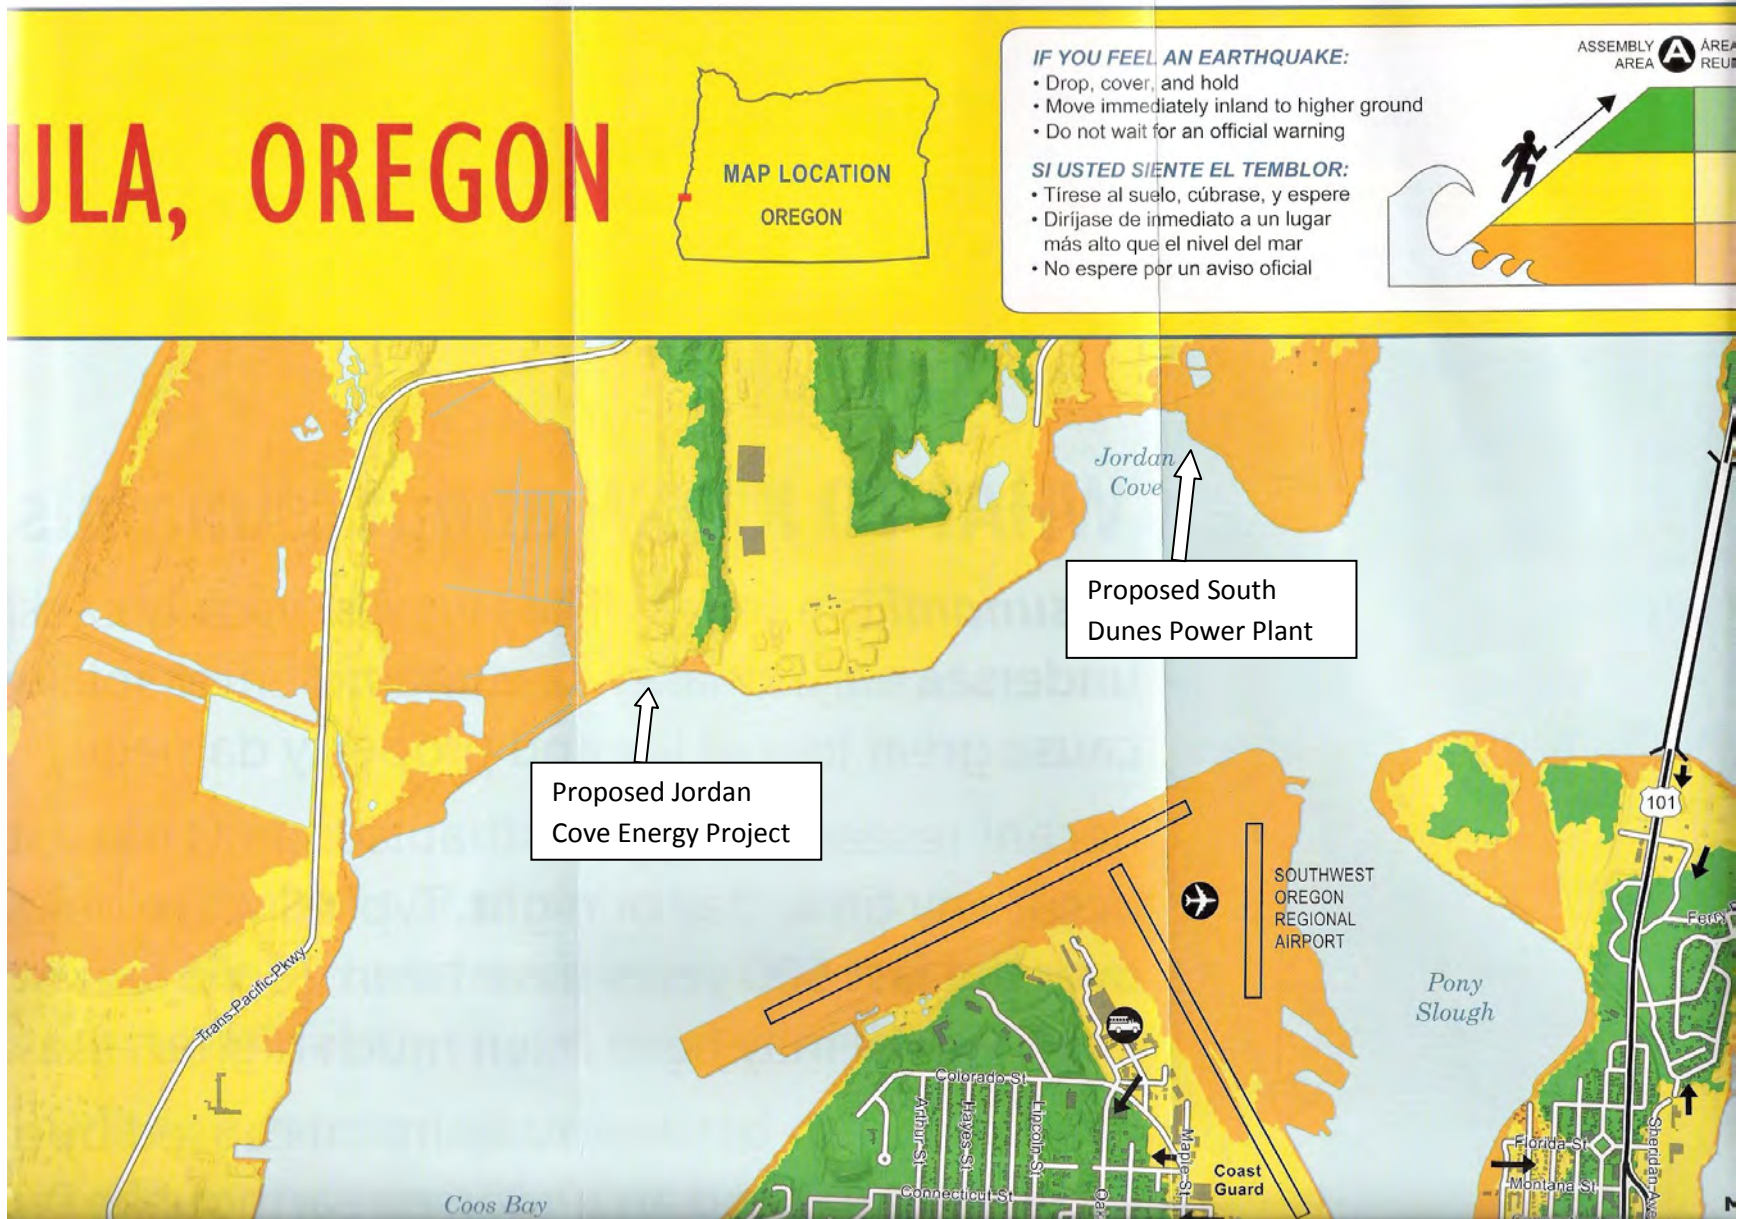 ULA, OREGON
MAP LOCATION
OREGON
IF YOU FEEL AN EARTHQUAKE:
• Drop, cover, and hold
• Move immediately inland to higher ground
• Do not wait for an official warning
SI USTED SIENTE EL TEMBLOR:
• Tírese al suelo, cúbrase, y espere
• Diríjase de inmediato a un lugar
más alto que el nivel del mar
• No espere por un aviso oficial
ASSEMBLY
AREA
A
Jordan
Cove
Proposed South
Dunes Power Plant
Proposed Jordan
Cove Energy Project
101
SOUTHWEST
OREGON
REGIONAL
AIRPORT
Pony
Slough
Trans-Pacific-Pkwy
Colorado St
Arthur St
Hayes St
Lincoln St
Maple St
Coast
Guard
Connecticut St
Coos Bay
Florida St
Montana St